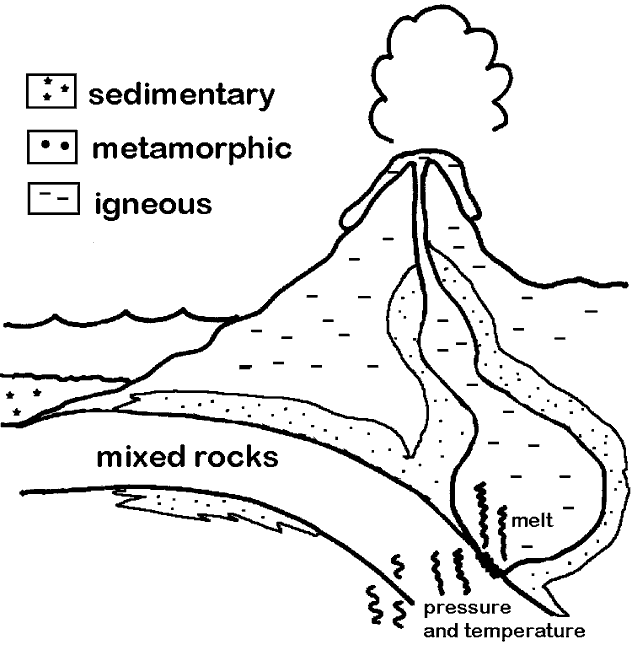 sedimentary
metamorphic
igneous
mixed rocks
melt
pressure
and temperature